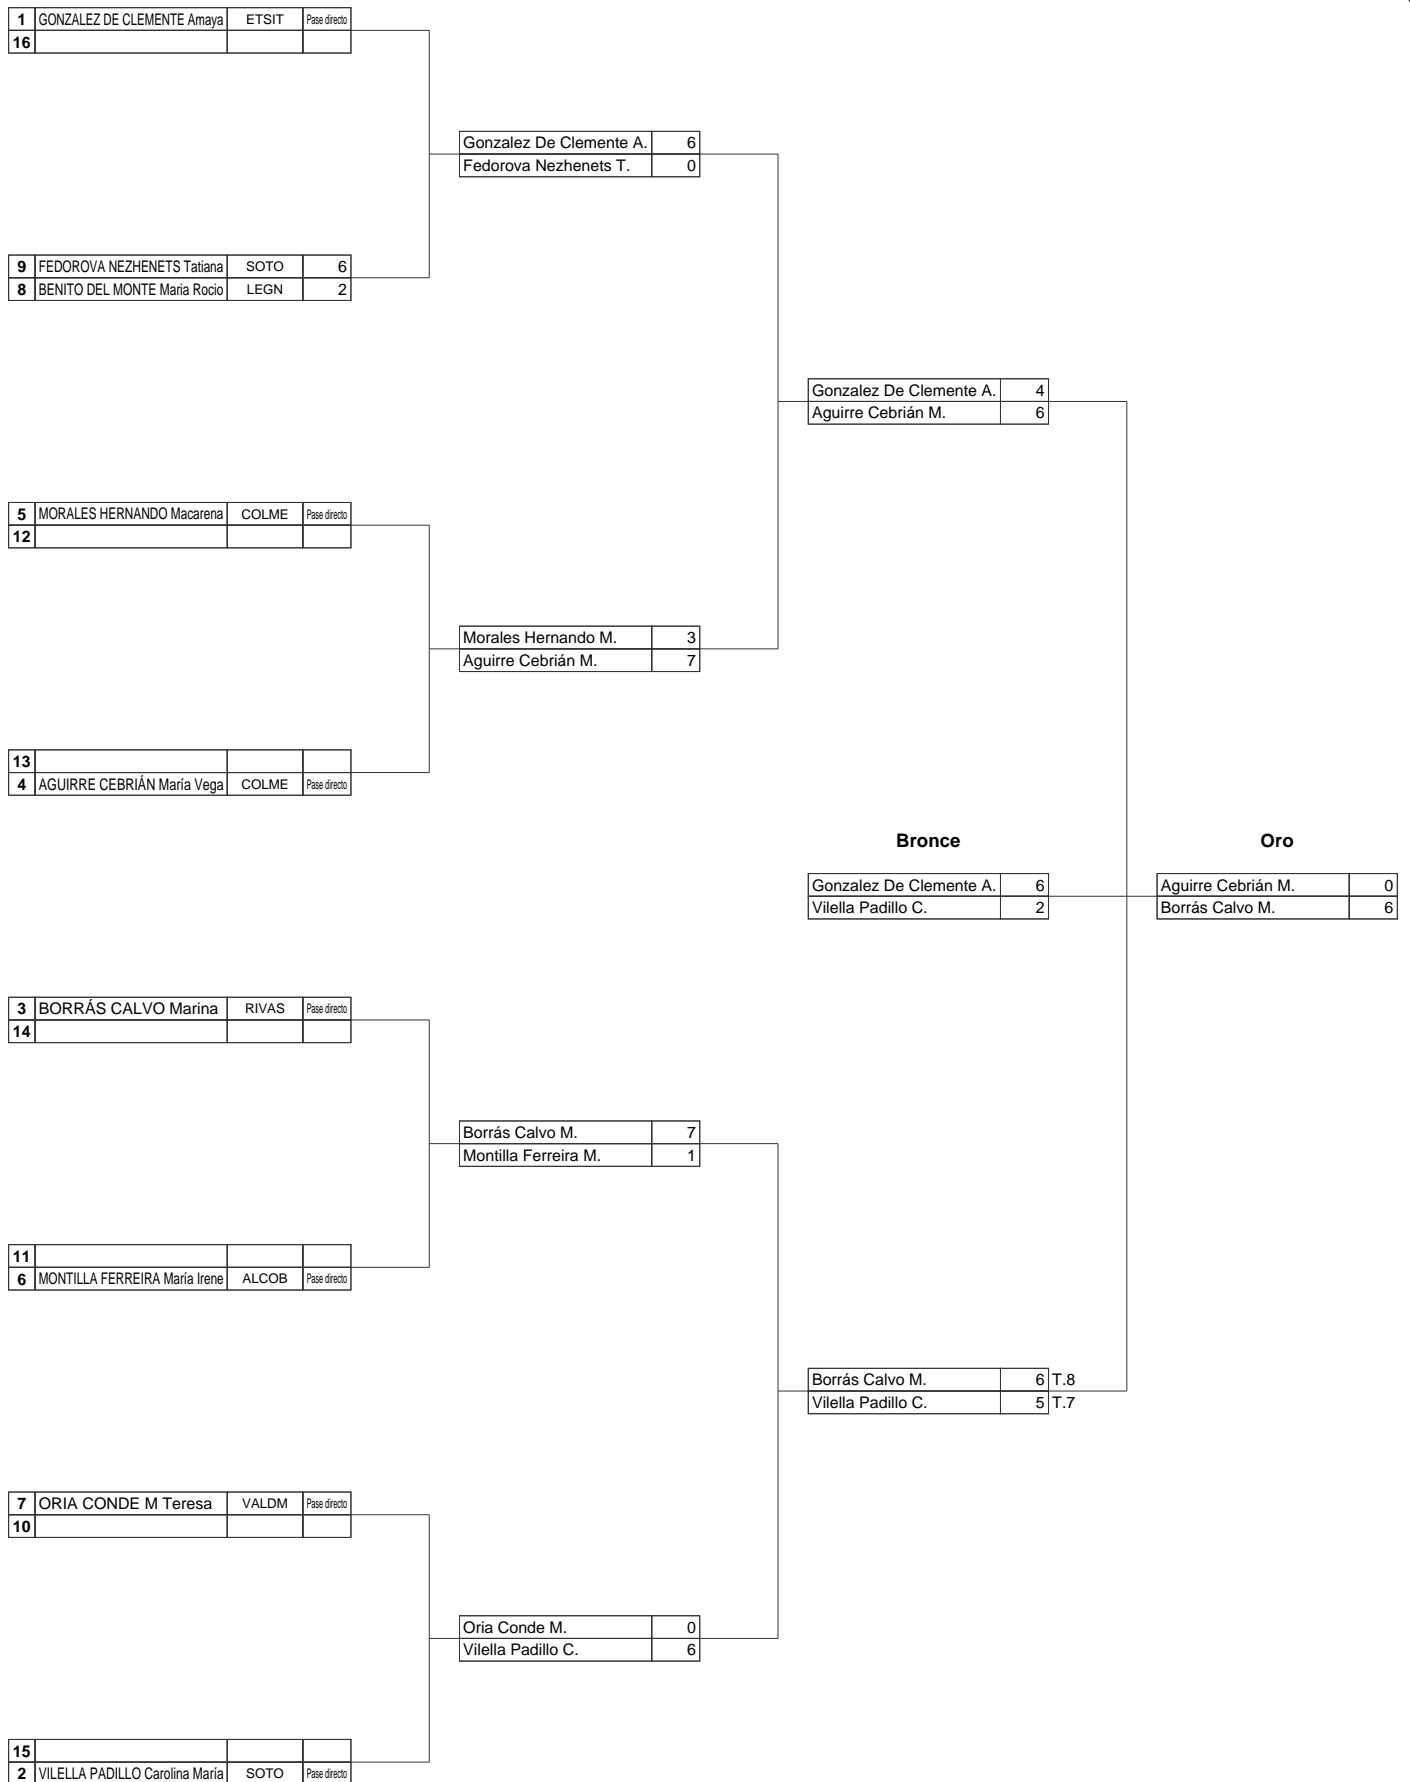 1 GONZALEZ DE CLEMENTE Amaya ETSIT Pase directo
16
Gonzalez De Clemente A. 6
Fedorova Nezhenets T. 0
9 FEDOROVA NEZHENETS Tatiana SOTO 6
8 BENITO DEL MONTE Maria Rocio LEGN 2
Gonzalez De Clemente A. 4
Aguirre Cebrián M. 6
5 MORALES HERNANDO Macarena COLME Pase directo
12
Morales Hernando M. 3
Aguirre Cebrián M. 7
13
4 AGUIRRE CEBRIÁN María Vega COLME Pase directo
Bronce Oro
Gonzalez De Clemente A. 6 Aguirre Cebrián M. 0
Vilella Padillo C. 2 Borrás Calvo M. 6
3 BORRÁS CALVO Marina RIVAS Pase directo
14
Borrás Calvo M. 7
Montilla Ferreira M. 1
11
6 MONTILLA FERREIRA María Irene ALCOB Pase directo
Borrás Calvo M. 6 T.8
Vilella Padillo C. 5 T.7
7 ORIA CONDE M Teresa VALDM Pase directo
10
Oria Conde M. 0
Vilella Padillo C. 6
15
2 VILELLA PADILLO Carolina María SOTO Pase directo